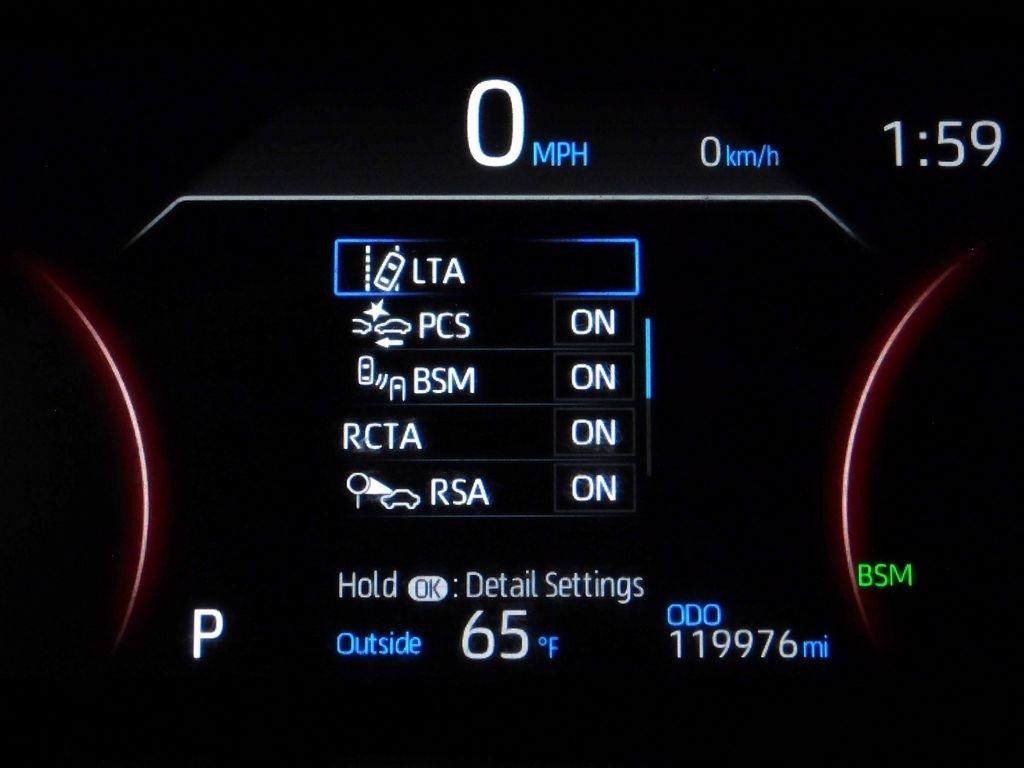 0 MPH 0 km/h 1:59
LTA
PCS ON
BSM ON
RCTA ON
RSA ON
BSM
Hold OK : Detail Settings
P Outside 65 °F ODO 119976 mi